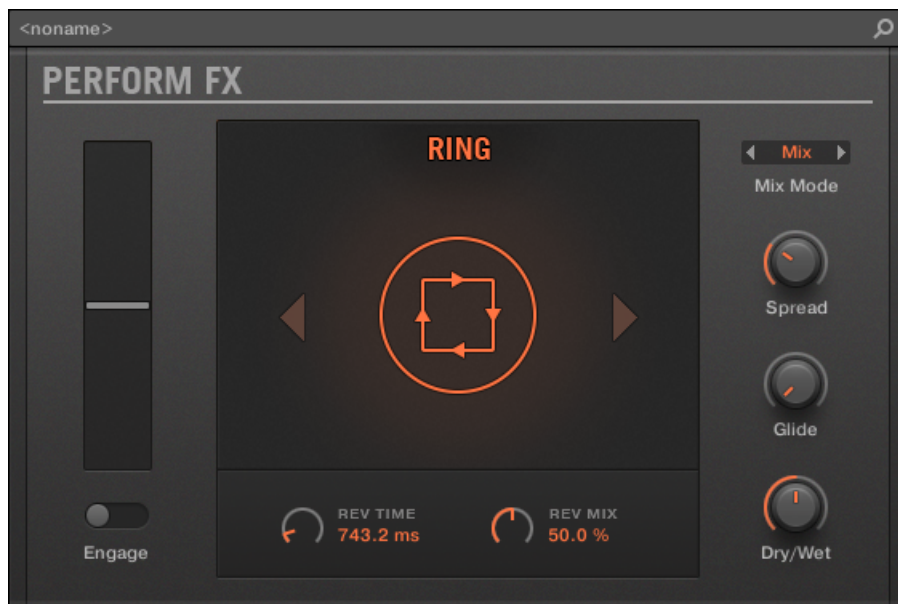 <noname>
PERFORM FX
RING
Mix
Mix Mode
Spread
Glide
REV TIME
743.2 ms
REV MIX
50.0 %
Engage
Dry/Wet